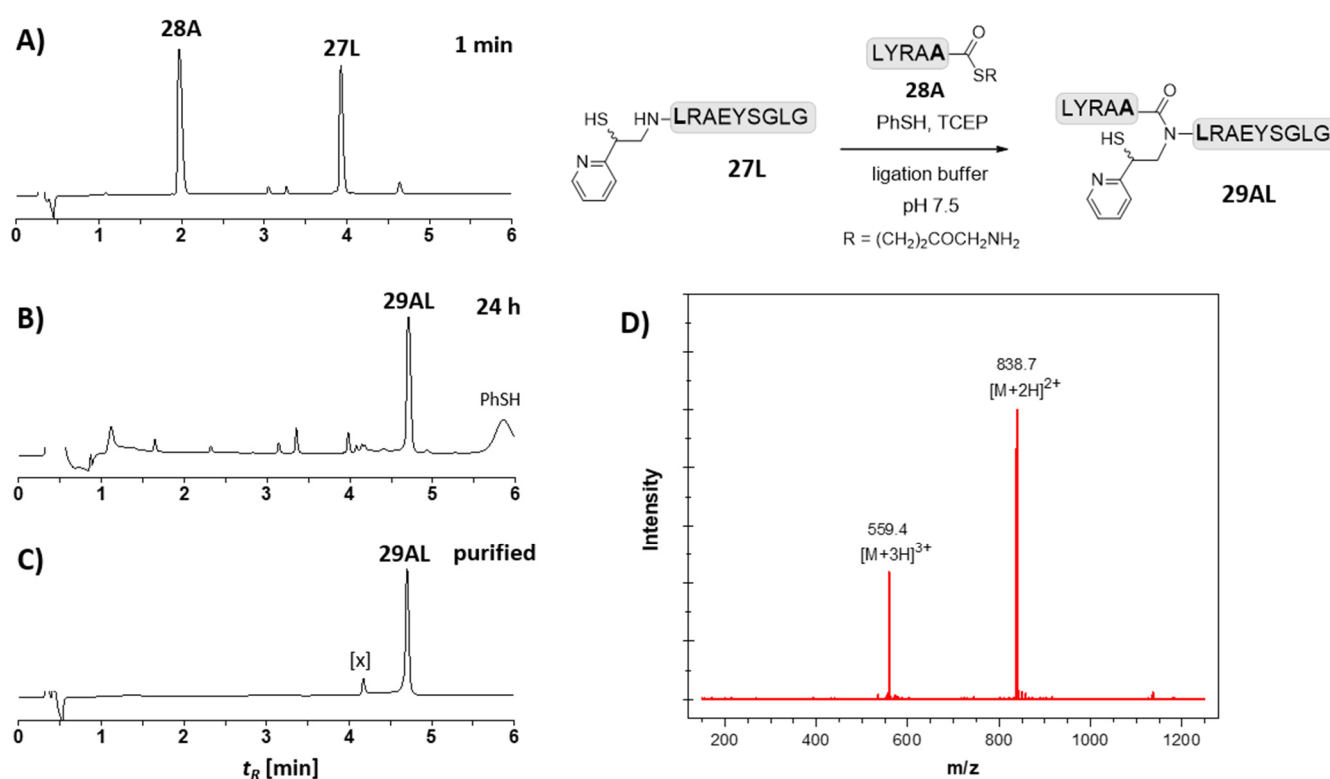 A)
28A
27L
1 min
0 1 2 3 4 5 6
B)
29AL
24 h
PhSH
0 1 2 3 4 5 6
C)
29AL
purified
[x]
0 1 2 3 4 5 6
tR [min]
HS
HN
LRAEYSGLG
N
27L
LYRAA
O
SR
28A
PhSH, TCEP
ligation buffer
pH 7.5
R = (CH2)2COCH2NH2
LYRAA
O
HS
N
LRAEYSGLG
N
29AL
D)
838.7
[M+2H]2+
559.4
[M+3H]3+
Intensity
200 400 600 800 1000 1200
m/z